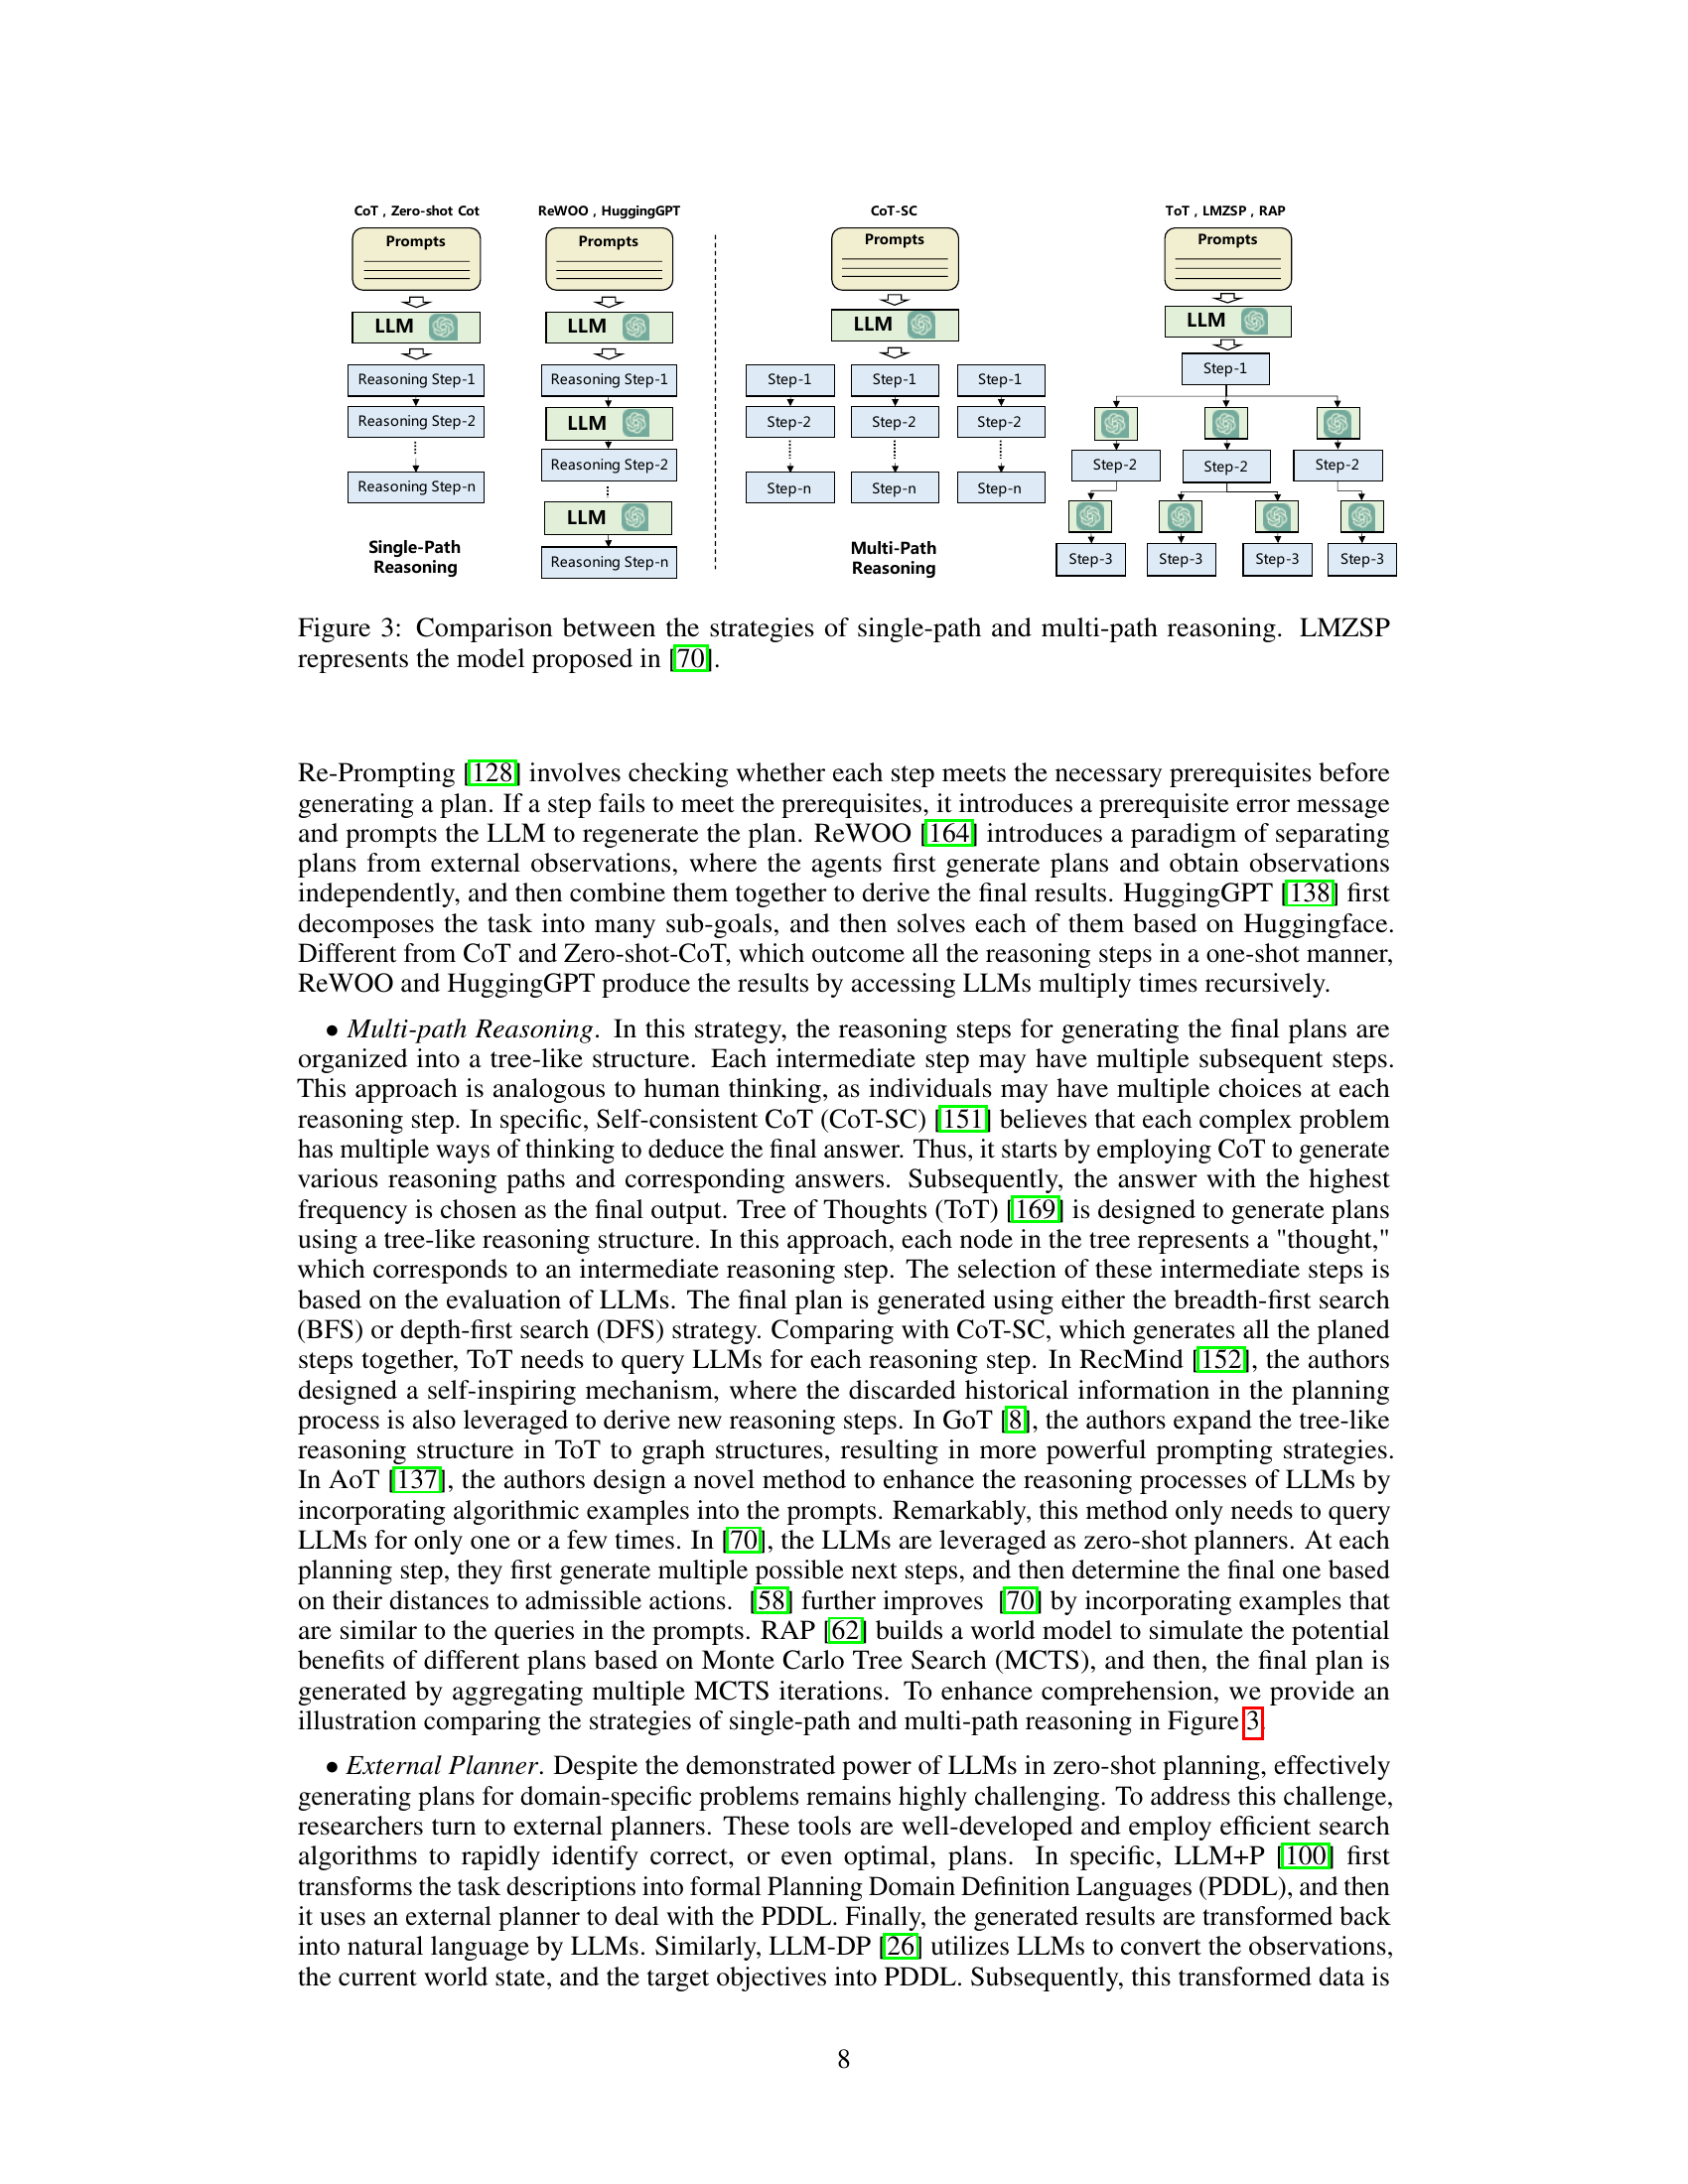 CoT , Zero-shot Cot
Prompts
LLM
Reasoning Step-1
Reasoning Step-2
Reasoning Step-n
Single-Path
Reasoning
ReWOO , HuggingGPT
Prompts
LLM
Reasoning Step-1
LLM
Reasoning Step-2
LLM
Reasoning Step-n
CoT-SC
Prompts
LLM
Step-1 Step-1 Step-1
Step-2 Step-2 Step-2
Step-n Step-n Step-n
Multi-Path
Reasoning
ToT , LMZSP , RAP
Prompts
LLM
Step-1
Step-2 Step-2 Step-2
Step-3 Step-3 Step-3 Step-3
Figure 3: Comparison between the strategies of single-path and multi-path reasoning. LMZSP
represents the model proposed in [70].
Re-Prompting [128] involves checking whether each step meets the necessary prerequisites before
generating a plan. If a step fails to meet the prerequisites, it introduces a prerequisite error message
and prompts the LLM to regenerate the plan. ReWOO [164] introduces a paradigm of separating
plans from external observations, where the agents first generate plans and obtain observations
independently, and then combine them together to derive the final results. HuggingGPT [138] first
decomposes the task into many sub-goals, and then solves each of them based on Huggingface.
Different from CoT and Zero-shot-CoT, which outcome all the reasoning steps in a one-shot manner,
ReWOO and HuggingGPT produce the results by accessing LLMs multiply times recursively.
• Multi-path Reasoning. In this strategy, the reasoning steps for generating the final plans are
organized into a tree-like structure. Each intermediate step may have multiple subsequent steps.
This approach is analogous to human thinking, as individuals may have multiple choices at each
reasoning step. In specific, Self-consistent CoT (CoT-SC) [151] believes that each complex problem
has multiple ways of thinking to deduce the final answer. Thus, it starts by employing CoT to generate
various reasoning paths and corresponding answers. Subsequently, the answer with the highest
frequency is chosen as the final output. Tree of Thoughts (ToT) [169] is designed to generate plans
using a tree-like reasoning structure. In this approach, each node in the tree represents a "thought,"
which corresponds to an intermediate reasoning step. The selection of these intermediate steps is
based on the evaluation of LLMs. The final plan is generated using either the breadth-first search
(BFS) or depth-first search (DFS) strategy. Comparing with CoT-SC, which generates all the planed
steps together, ToT needs to query LLMs for each reasoning step. In RecMind [152], the authors
designed a self-inspiring mechanism, where the discarded historical information in the planning
process is also leveraged to derive new reasoning steps. In GoT [8], the authors expand the tree-like
reasoning structure in ToT to graph structures, resulting in more powerful prompting strategies.
In AoT [137], the authors design a novel method to enhance the reasoning processes of LLMs by
incorporating algorithmic examples into the prompts. Remarkably, this method only needs to query
LLMs for only one or a few times. In [70], the LLMs are leveraged as zero-shot planners. At each
planning step, they first generate multiple possible next steps, and then determine the final one based
on their distances to admissible actions. [58] further improves [70] by incorporating examples that
are similar to the queries in the prompts. RAP [62] builds a world model to simulate the potential
benefits of different plans based on Monte Carlo Tree Search (MCTS), and then, the final plan is
generated by aggregating multiple MCTS iterations. To enhance comprehension, we provide an
illustration comparing the strategies of single-path and multi-path reasoning in Figure 3.
• External Planner. Despite the demonstrated power of LLMs in zero-shot planning, effectively
generating plans for domain-specific problems remains highly challenging. To address this challenge,
researchers turn to external planners. These tools are well-developed and employ efficient search
algorithms to rapidly identify correct, or even optimal, plans. In specific, LLM+P [100] first
transforms the task descriptions into formal Planning Domain Definition Languages (PDDL), and then
it uses an external planner to deal with the PDDL. Finally, the generated results are transformed back
into natural language by LLMs. Similarly, LLM-DP [26] utilizes LLMs to convert the observations,
the current world state, and the target objectives into PDDL. Subsequently, this transformed data is
8